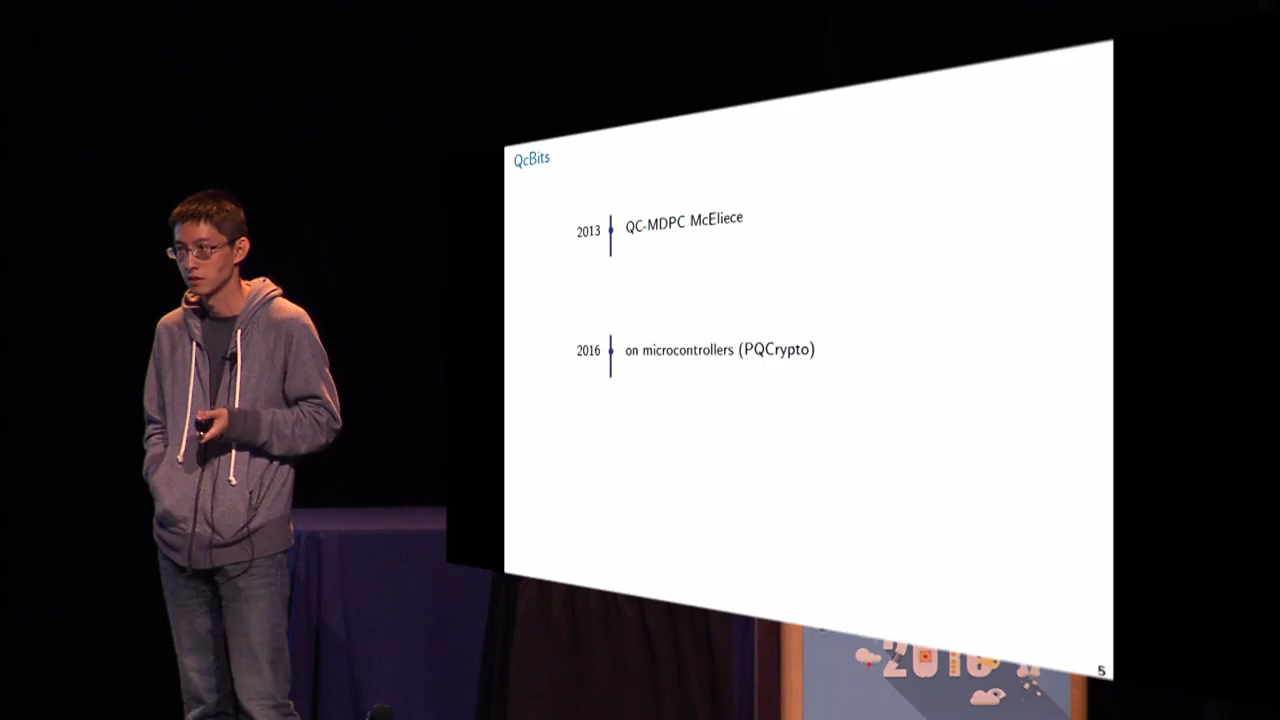 QcBits
2013 QC-MDPC McEliece
2016 on microcontrollers (PQCrypto)
5
2016